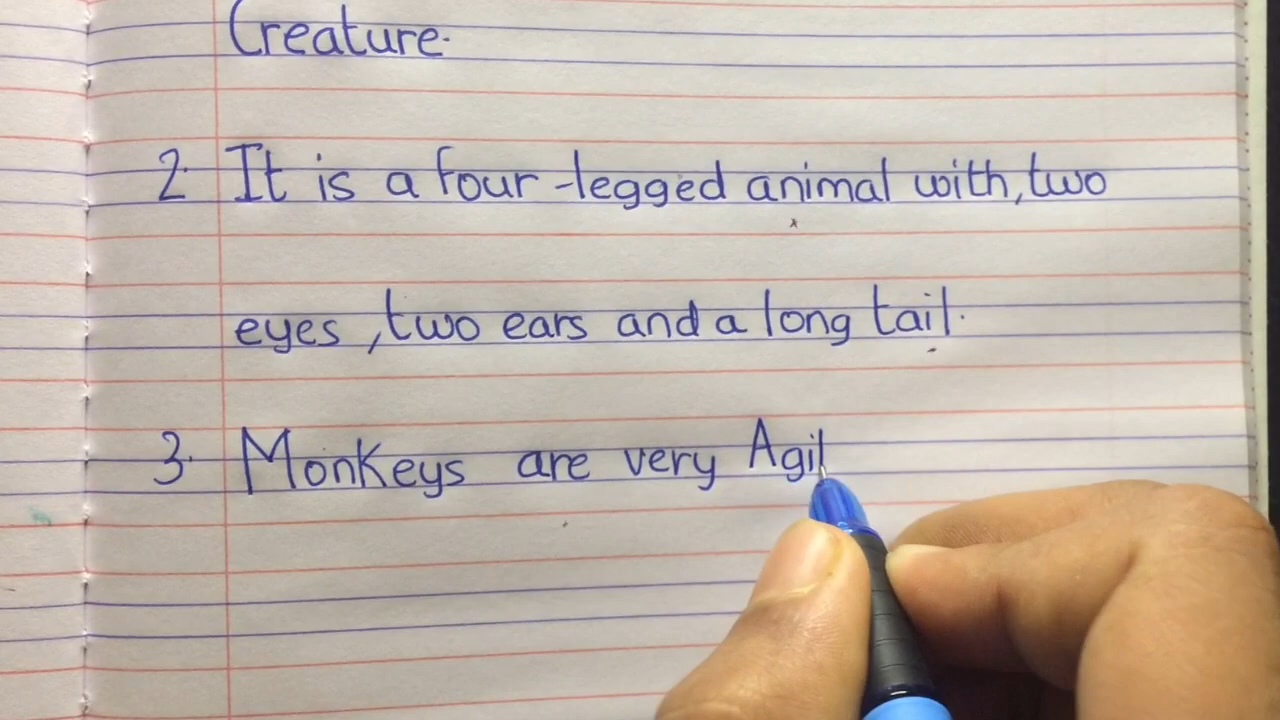 Creature.
2. It is a four-legged animal with, two
eyes, two ears and a long tail.
3. Monkeys are very Agil